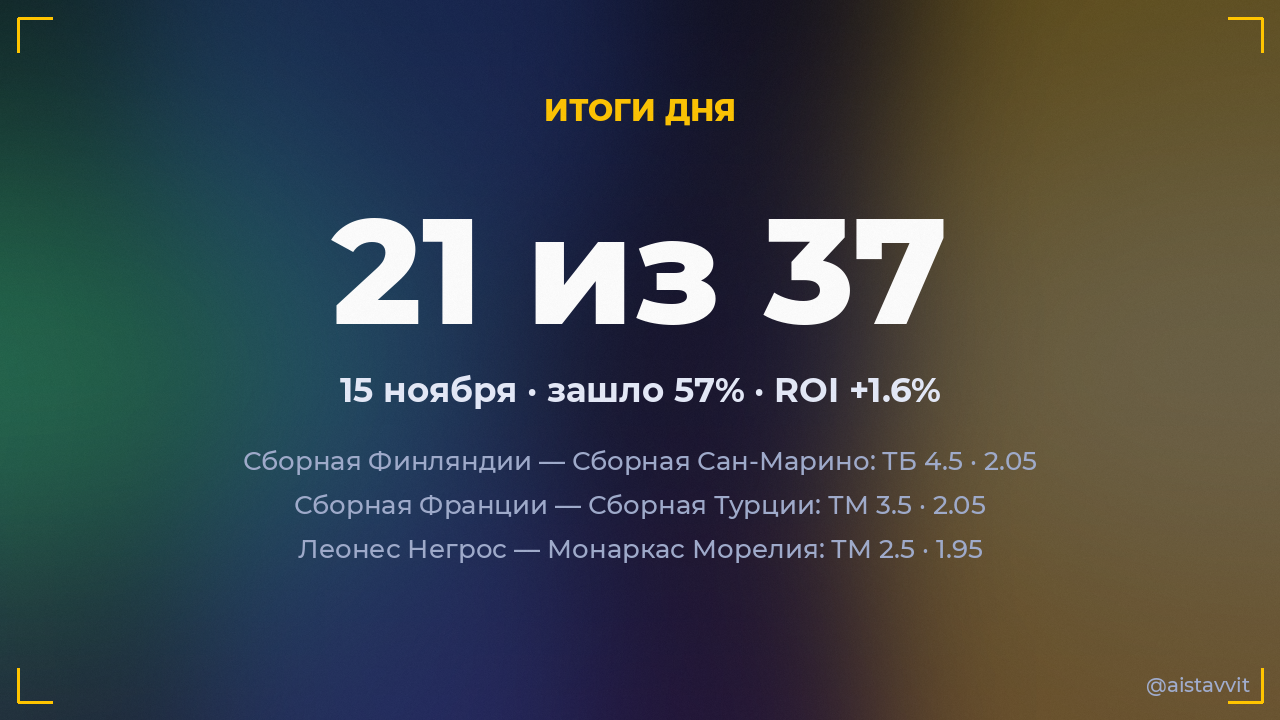 ИТОГИ ДНЯ
21 из 37
15 ноября · зашло 57% · ROI +1.6%
Сборная Финляндии — Сборная Сан-Марино: ТБ 4.5 · 2.05
Сборная Франции — Сборная Турции: ТМ 3.5 · 2.05
Леонес Негрос — Монаркас Морелия: ТМ 2.5 · 1.95
@aistavvit